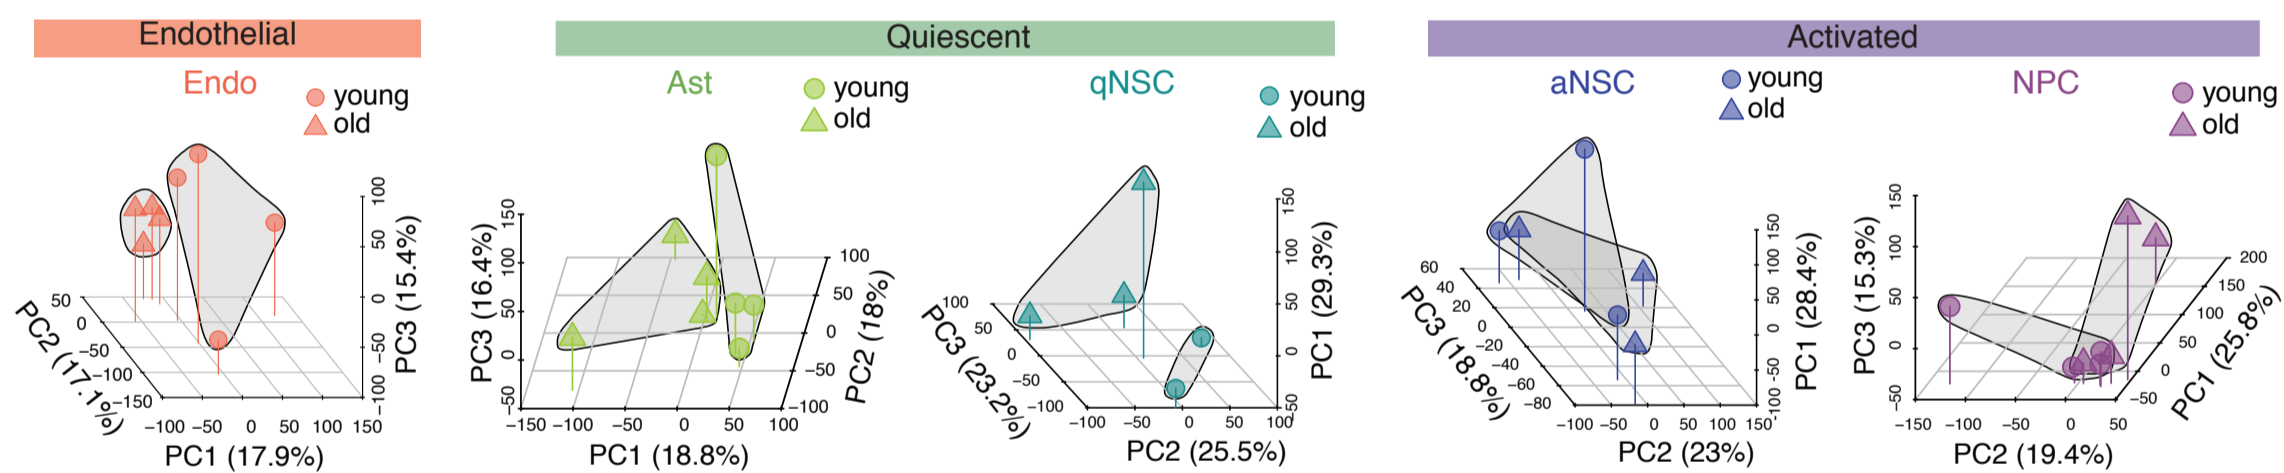 Endothelial
Quiescent
Activated
Endo
young
old
Ast
young
old
qNSC
young
old
aNSC
young
old
NPC
young
old
50
0
−50
−100
−150
PC2 (17.1%)
−100 −50 0 50 100 150
PC1 (17.9%)
100
50
0
−50
−100
PC3 (15.4%)
150
100
50
0
−50
PC3 (16.4%)
−150 −100 −50 0 50 100
PC1 (18.8%)
100
50
0
−50
−100
PC2 (18%)
100
50
0
−50
−100
PC3 (23.2%)
−100 −50 0 50 100
PC2 (25.5%)
150
100
50
0
50
PC1 (29.3%)
60
40
20
0
−20
−40
−60
−80
PC3 (18.8%)
−100 −50 0 50 100 150
PC2 (23%)
150
100
50
0
-50
-100
PC1 (28.4%)
150
100
50
0
−50
PC3 (15.3%)
−150 −100 −50 0 50
PC2 (19.4%)
200
150
100
50
0
−50
PC1 (25.8%)